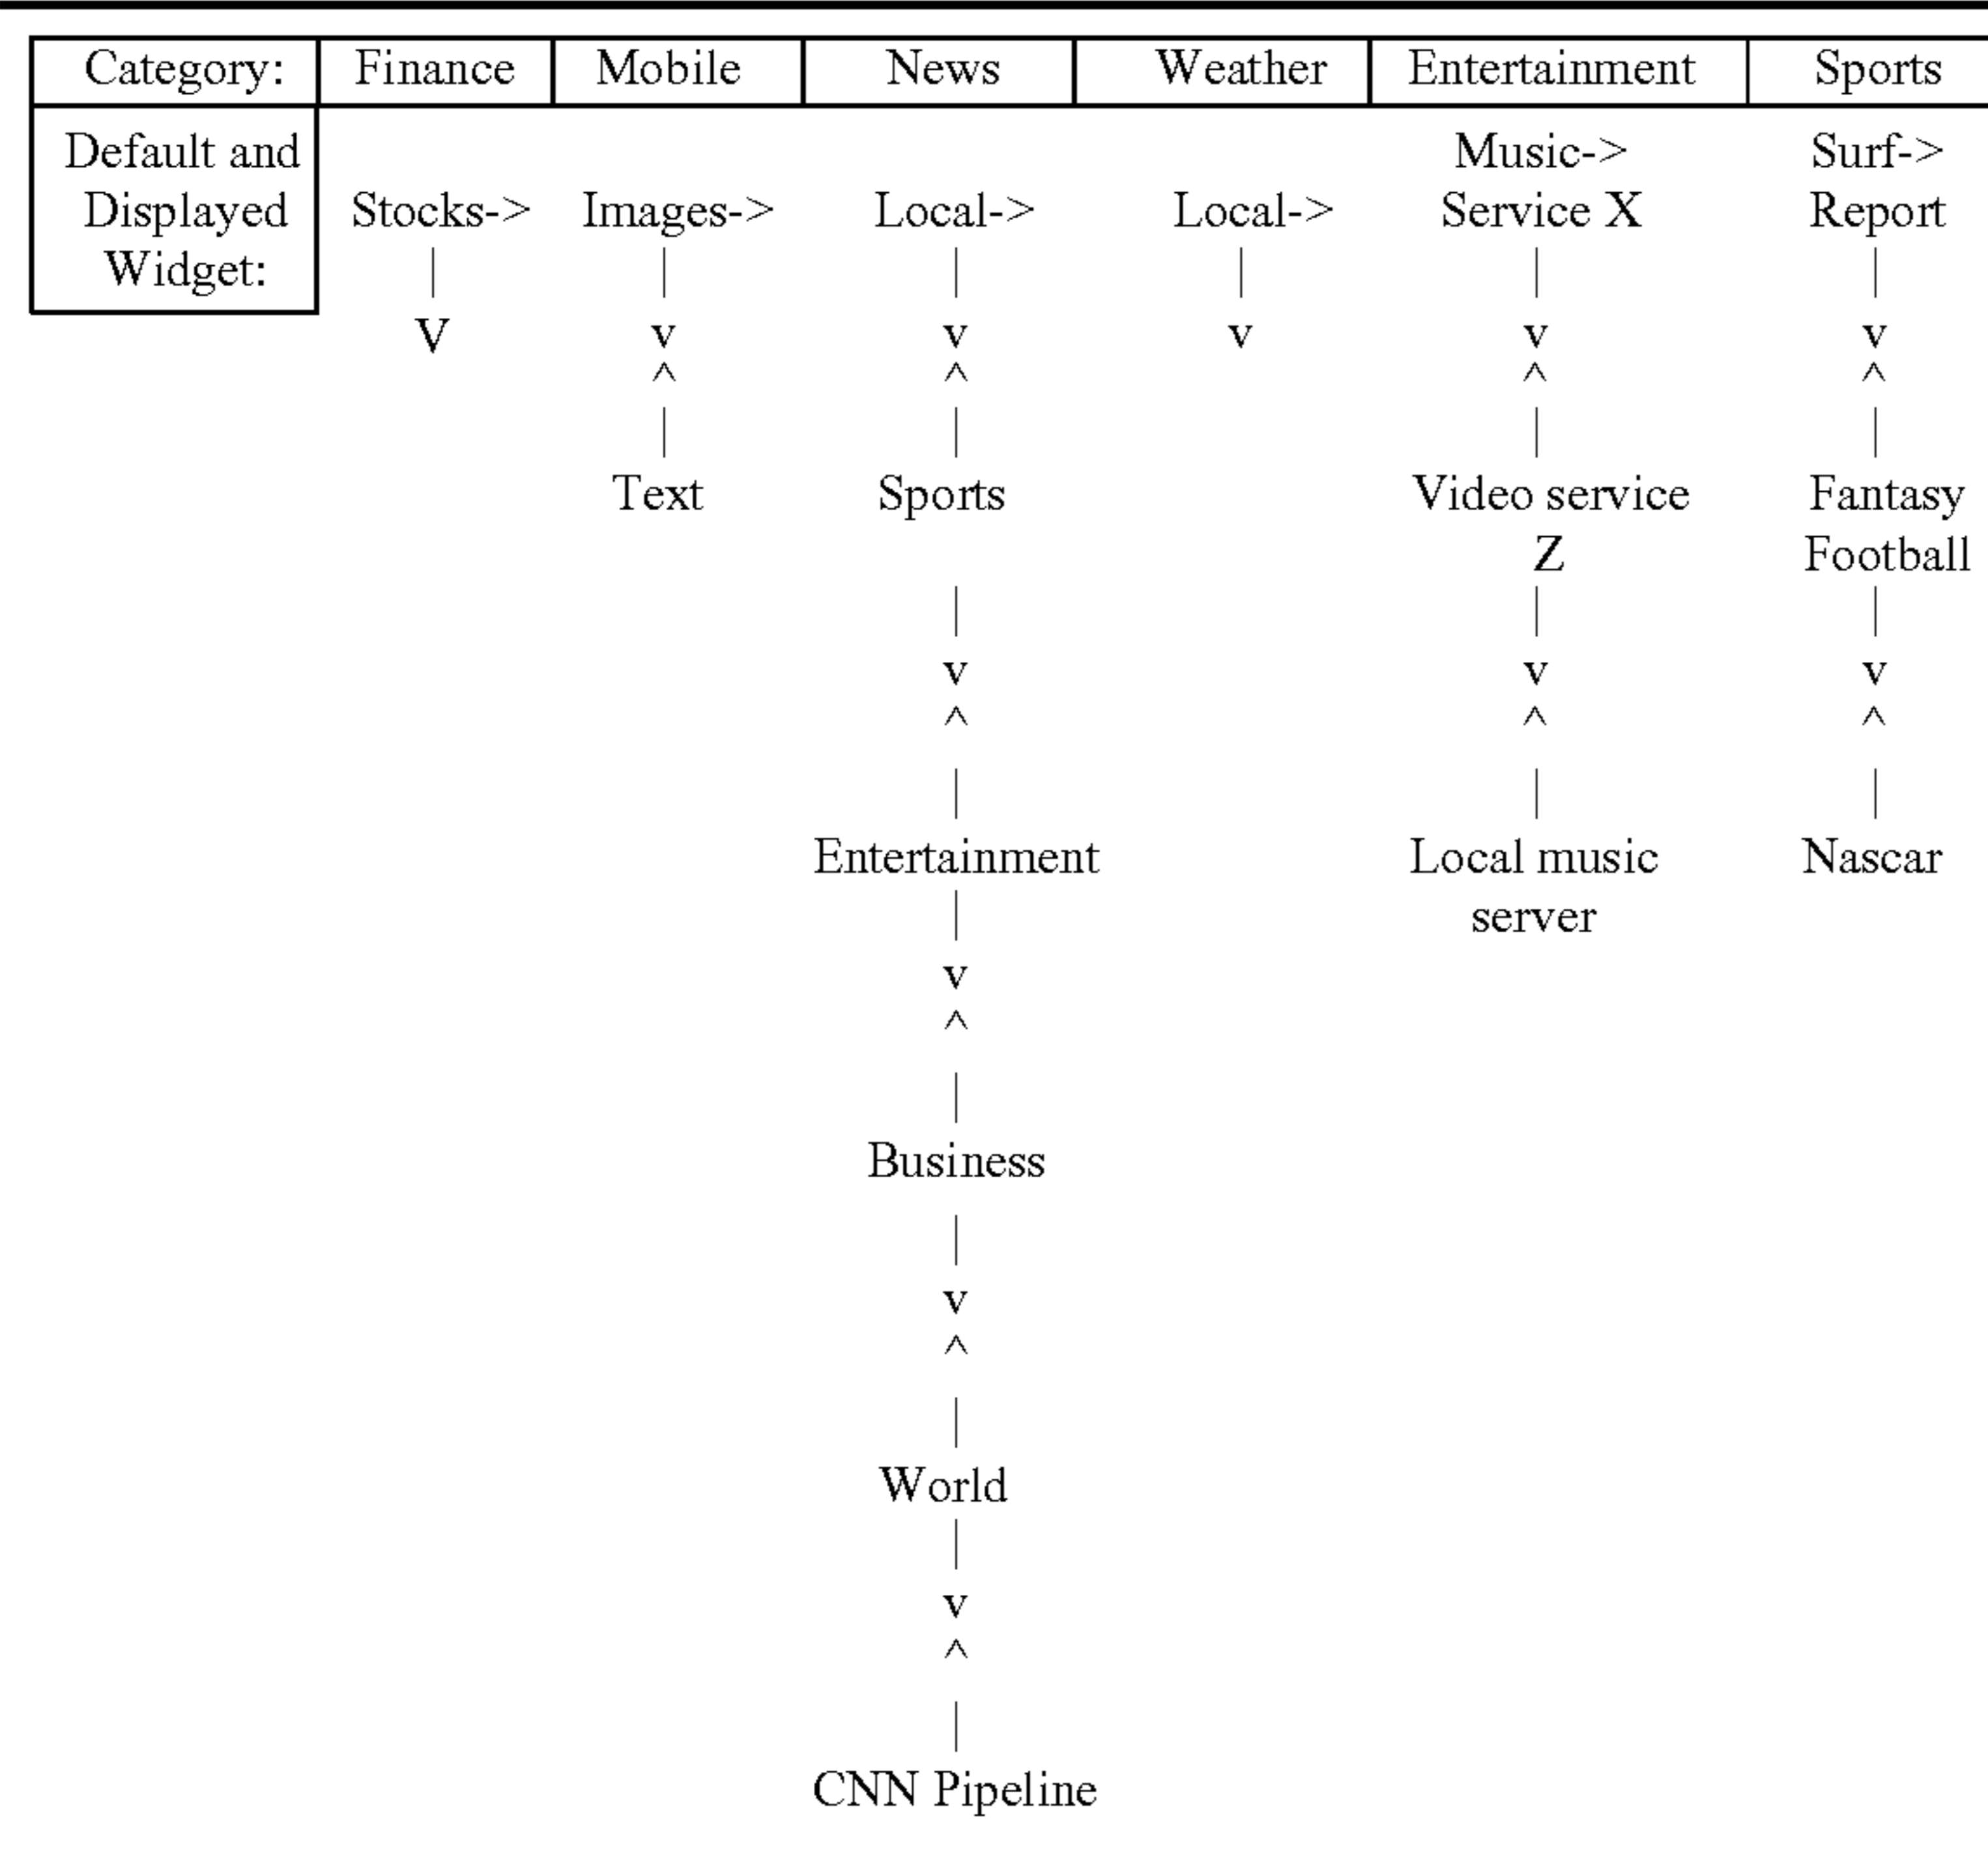 Category: Finance Mobile News Weather Entertainment Sports
Default and Music-> Surf->
Displayed Stocks-> Images-> Local-> Local-> Service X Report
Widget: | | | | | |
V v v v v v
^ ^ ^ ^
| | | |
Text Sports Video service Fantasy
Z Football
| | |
v v v
^ ^ ^
| | |
Entertainment Local music Nascar
| server
v
^
|
Business
|
v
^
|
World
|
v
^
|
CNN Pipeline